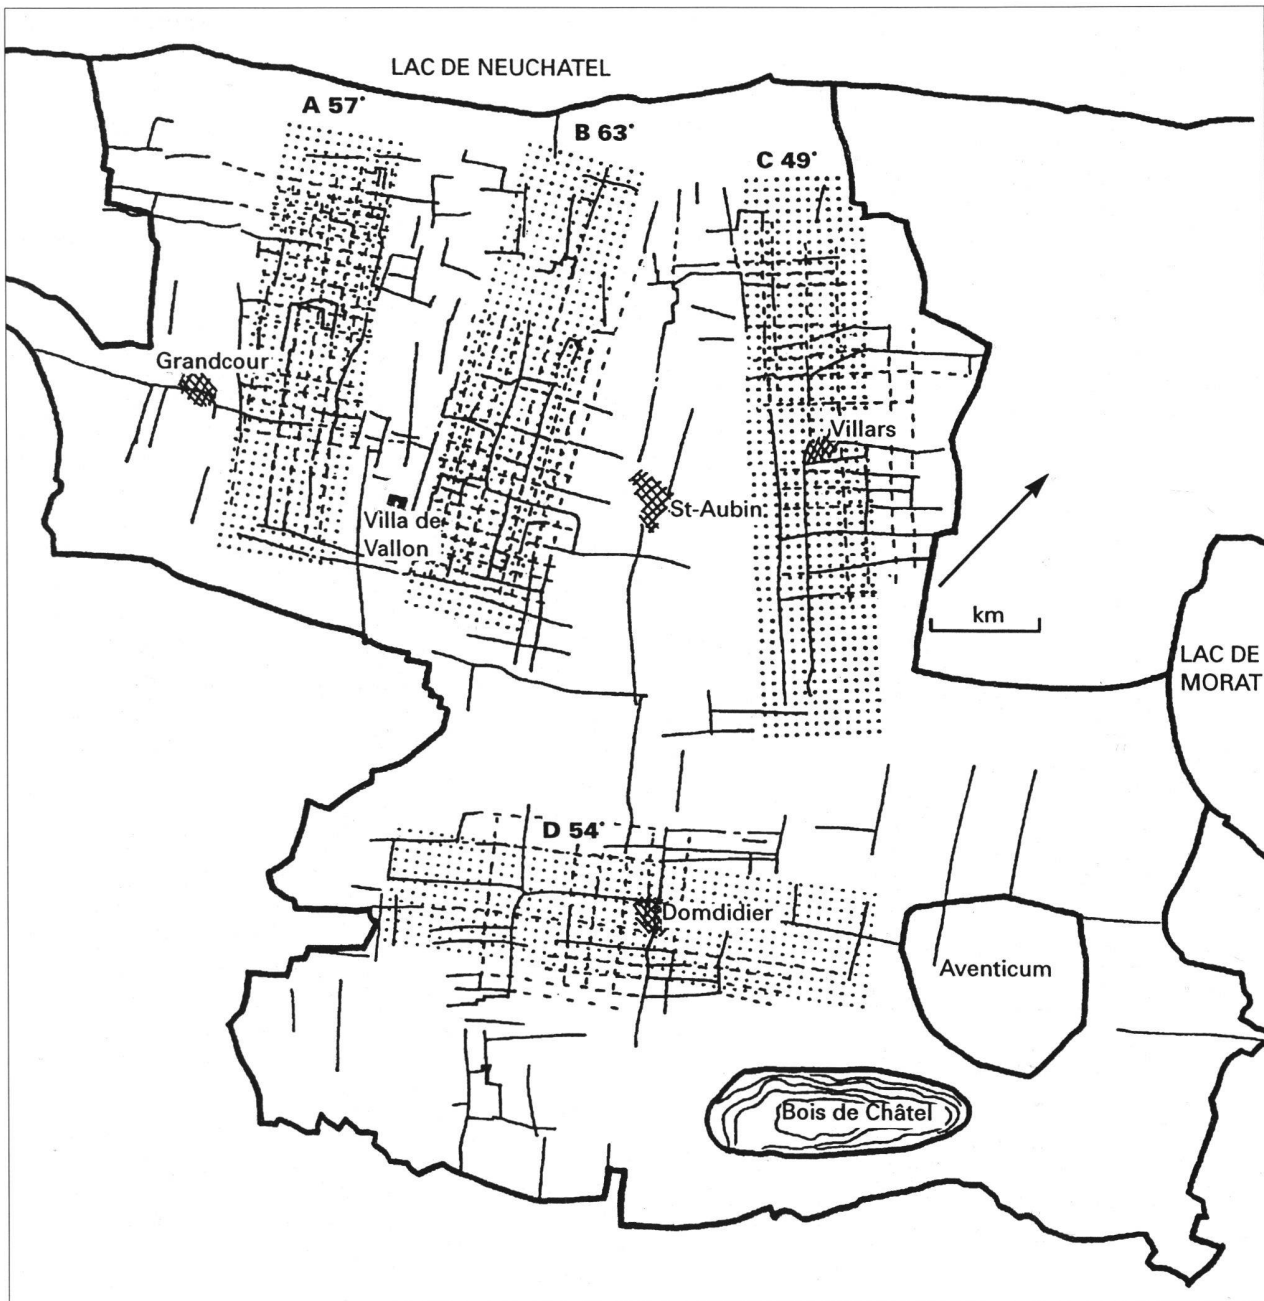 LAC DE NEUCHATEL
A 57°
B 63°
C 49°
Grandcour
Villars
St-Aubin
Villa de
Vallon
km
LAC DE
MORAT
D 54°
Domdidier
Aventicum
Bois de Châtel